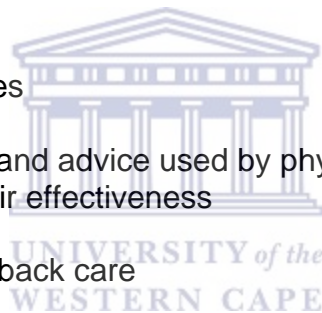 es
and advice used by phy
ir effectiveness
UNIVERSITY of the
back care
WESTERN CAPE